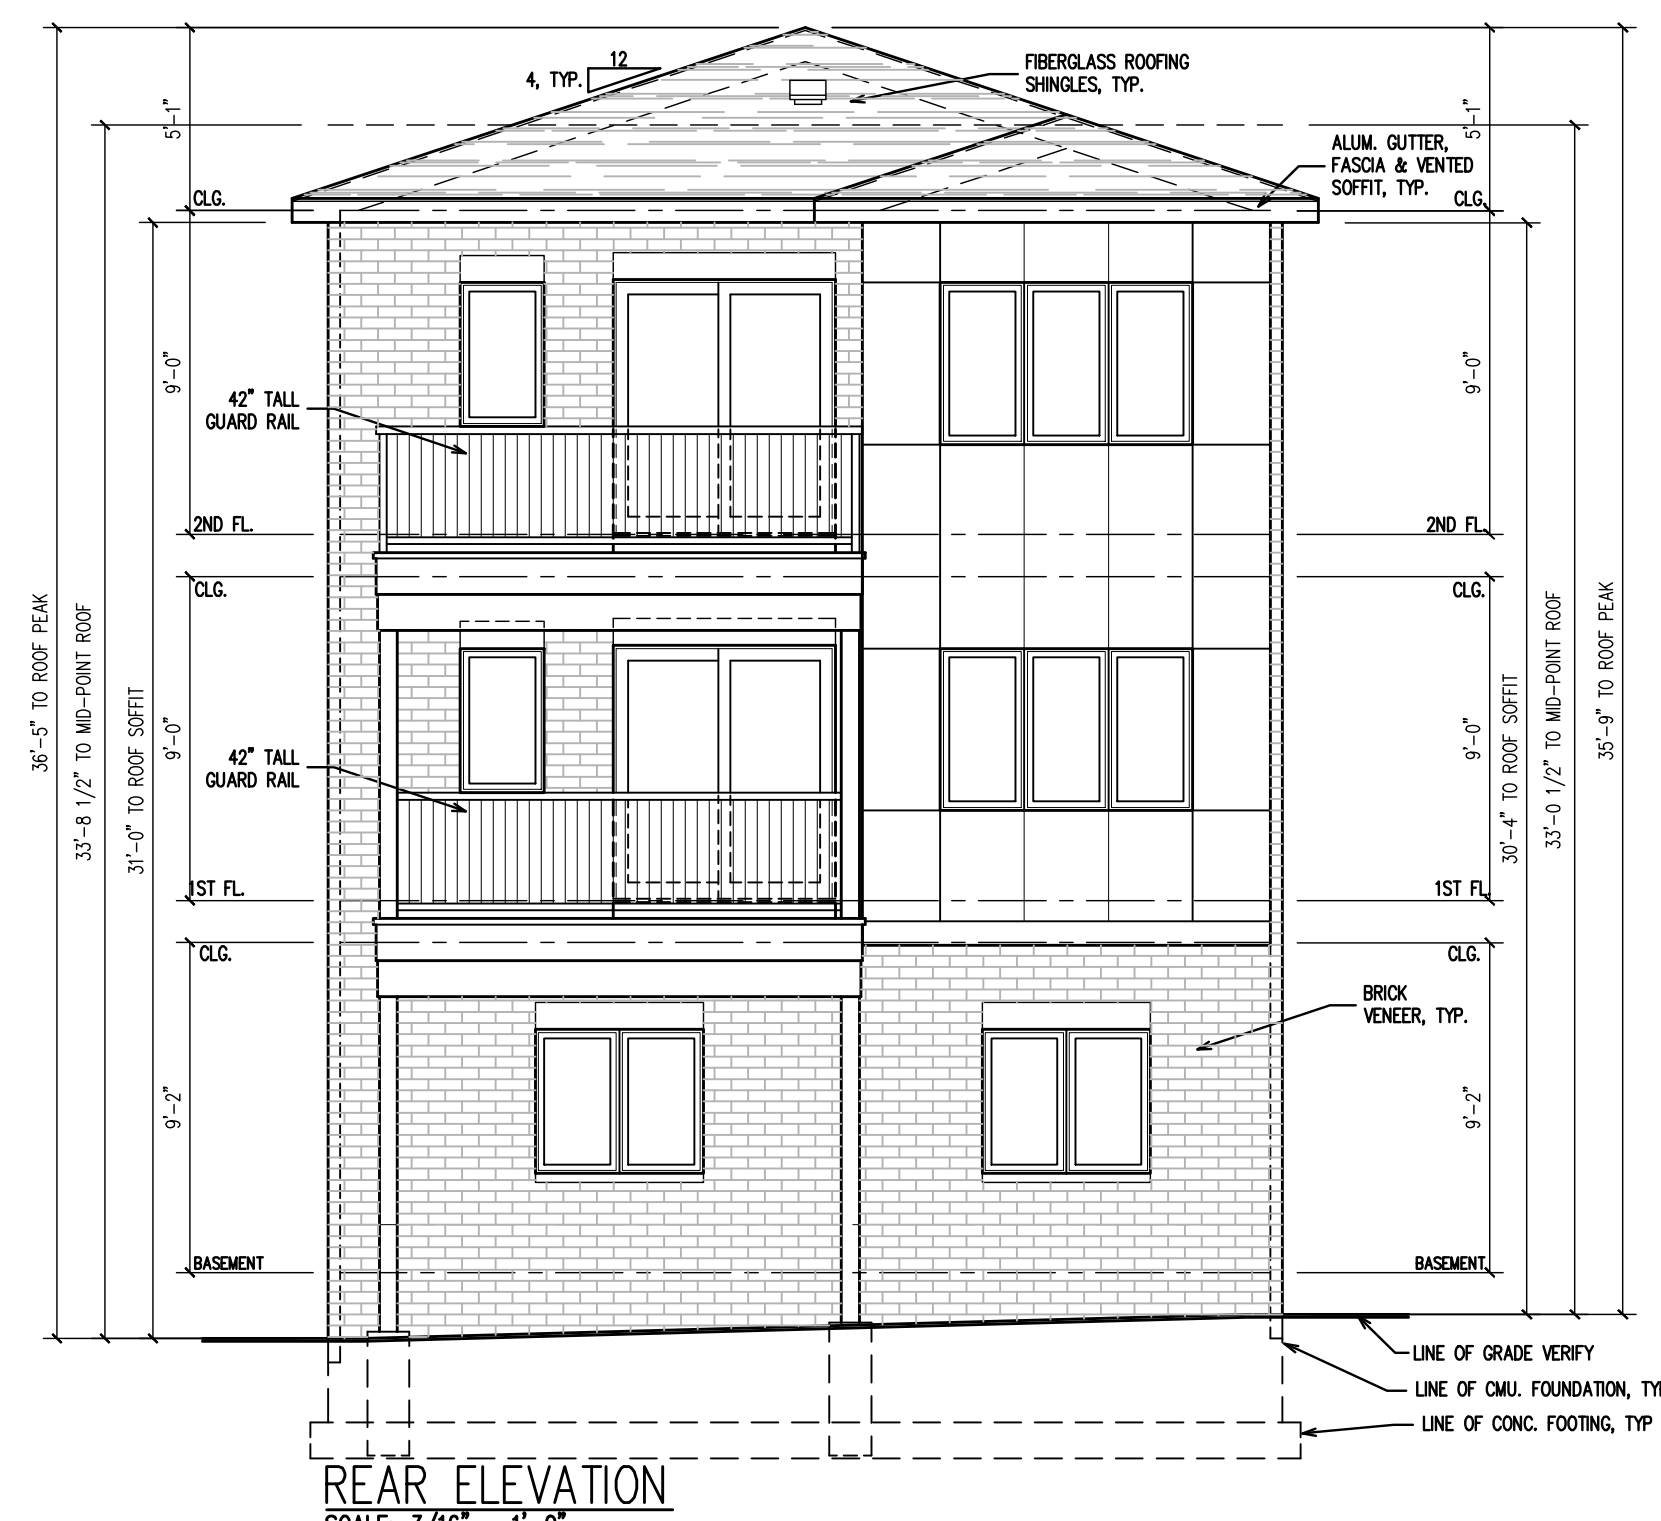 12
4, TYP.
FIBERGLASS ROOFING
SHINGLES, TYP.
5'-1"
5'-1"
ALUM. GUTTER,
FASCIA & VENTED
SOFFIT, TYP.
CLG.
CLG.
9'-0"
9'-0"
42" TALL
GUARD RAIL
2ND FL.
2ND FL.
CLG.
CLG.
36'-5" TO ROOF PEAK
33'-8 1/2" TO MID-POINT ROOF
31'-0" TO ROOF SOFFIT
9'-0"
9'-0"
30'-4" TO ROOF SOFFIT
33'-0 1/2" TO MID-POINT ROOF
35'-9" TO ROOF PEAK
42" TALL
GUARD RAIL
1ST FL.
1ST FL.
CLG.
CLG.
BRICK
VENEER, TYP.
9'-2"
9'-2"
BASEMENT
BASEMENT
LINE OF GRADE VERIFY
LINE OF CMU. FOUNDATION, TY
LINE OF CONC. FOOTING, TYP
REAR ELEVATION
SCALE 3/16" 1'-0"